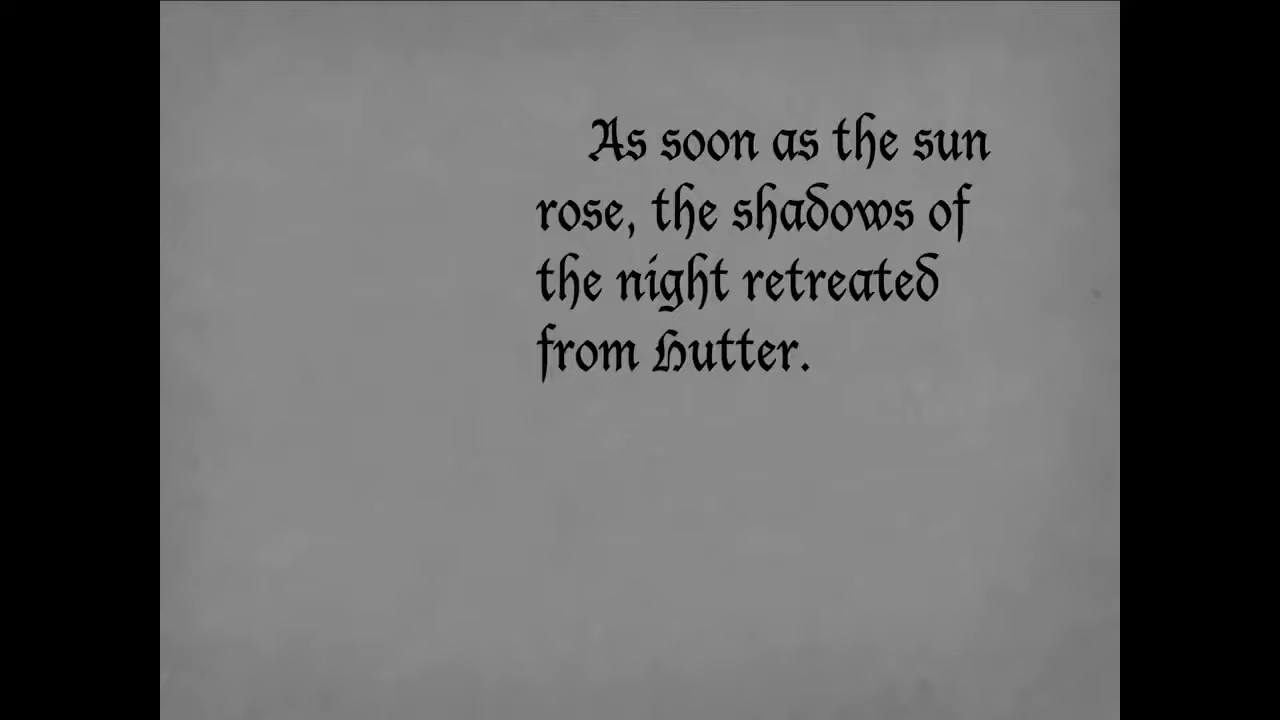 As soon as the sun
rose, the shadows of
the night retreated
from Hutter.